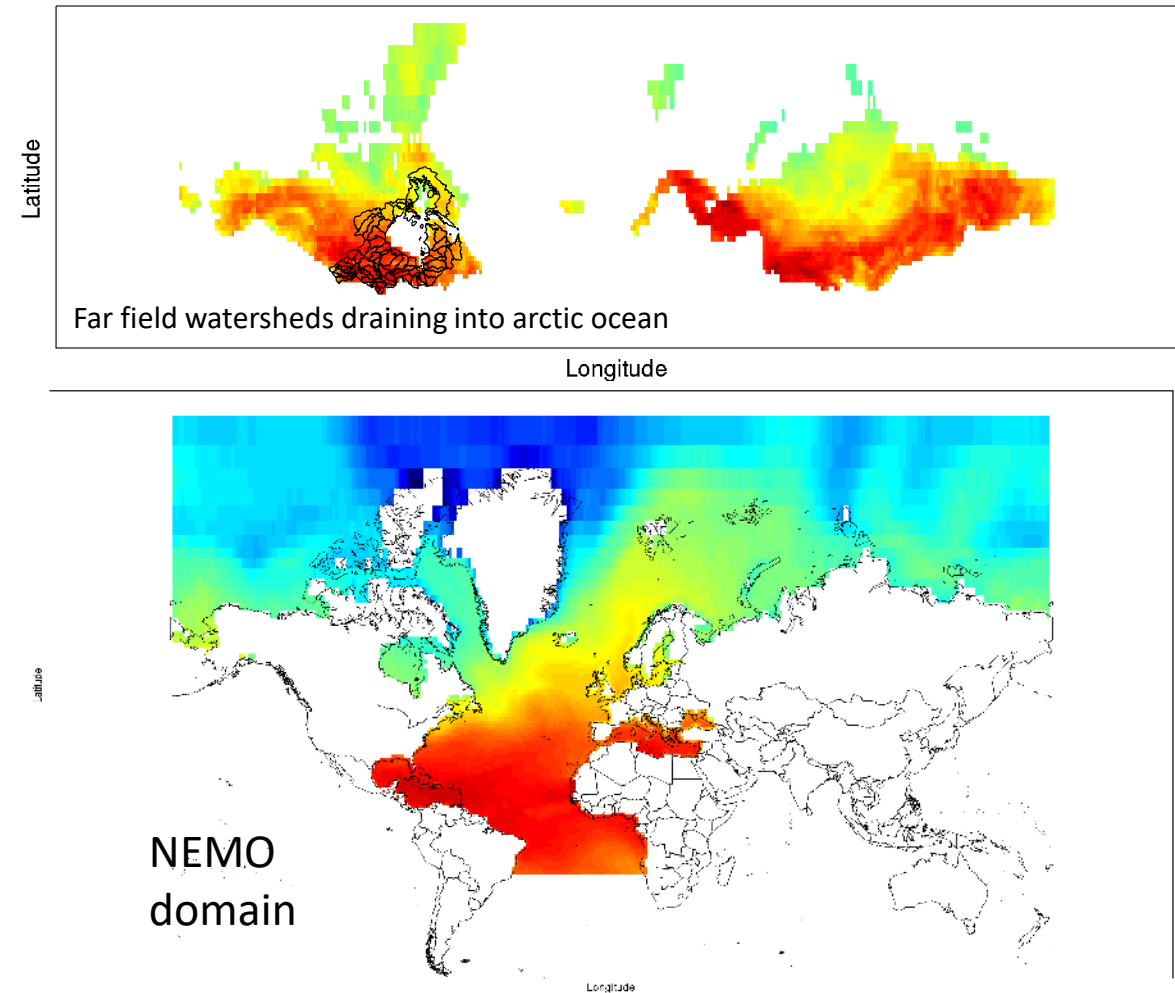 Latitude
Far field watersheds draining into arctic ocean
Longitude
Latitude
NEMO
domain
Longitude